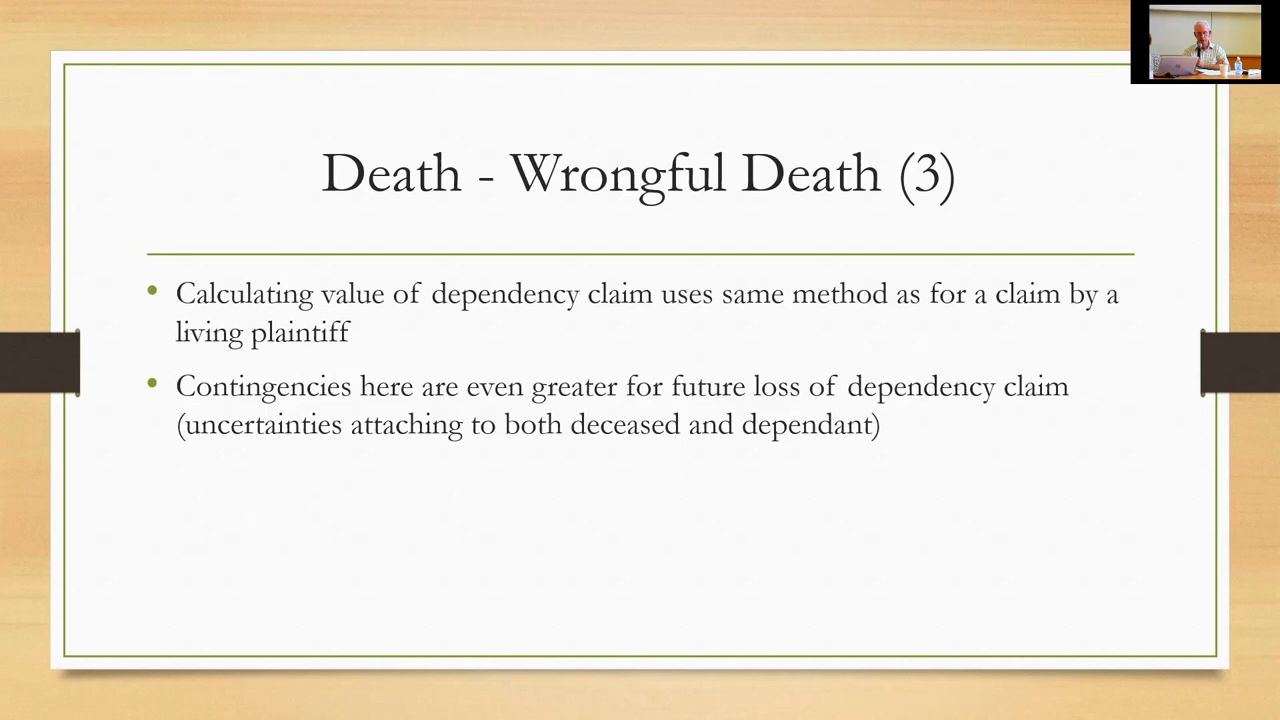 Death - Wrongful Death (3)
• Calculating value of dependency claim uses same method as for a claim by a
living plaintiff
• Contingencies here are even greater for future loss of dependency claim
(uncertainties attaching to both deceased and dependant)